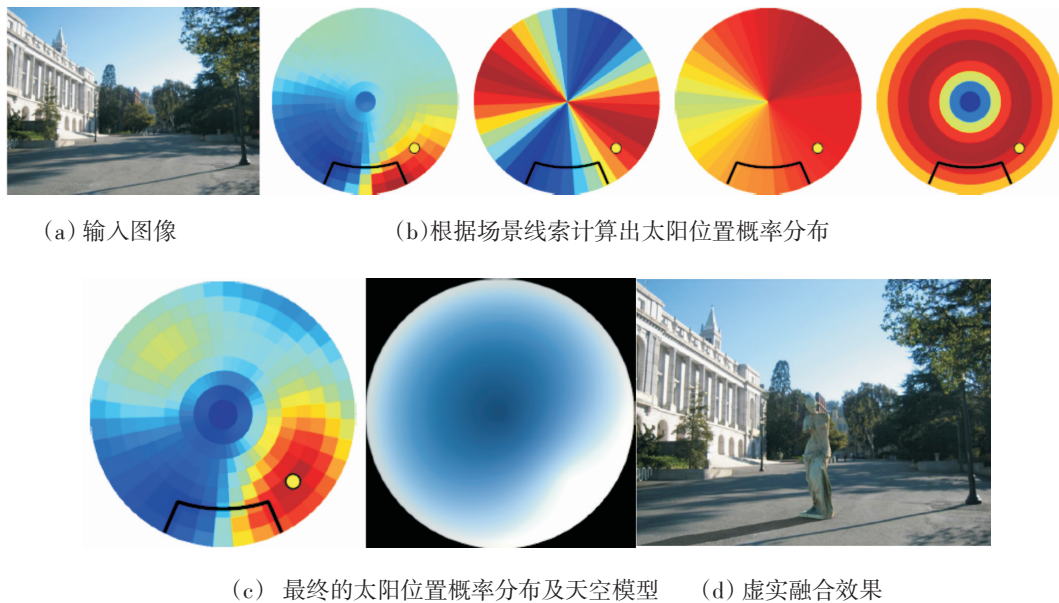 (a) 输入图像
(b)根据场景线索计算出太阳位置概率分布
(c) 最终的太阳位置概率分布及天空模型
(d) 虚实融合效果